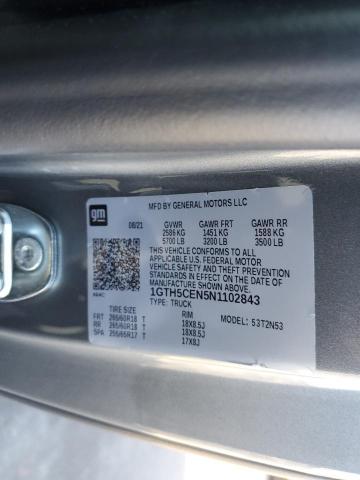 gm
MFD BY GENERAL MOTORS LLC
08/21 GVWR GAWR FRT GAWR RR
2586 KG 1451 KG 1588 KG
5700 LB 3200 LB 3500 LB
THIS VEHICLE CONFORMS TO ALL
APPLICABLE U.S. FEDERAL MOTOR
VEHICLE SAFETY AND THEFT PREVENTION
STANDARDS IN EFFECT ON THE DATE OF
MANUFACTURE SHOWN ABOVE.
1GTH5CEN5N1102843
TYPE: TRUCK
MODEL: 53T2N53
TIRE SIZE RIM
FRT 265/60R18 T 18X8.5J
RR 265/60R18 T 18X8.5J
SPA 255/65R17 T 17X8J